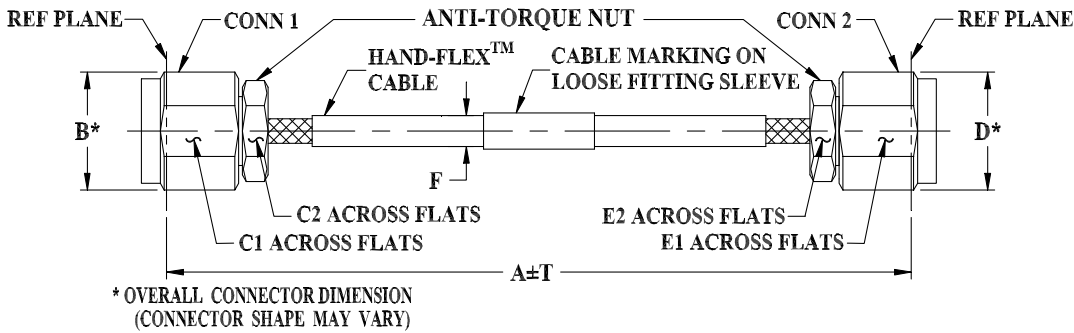 REF PLANE
CONN 1
ANTI-TORQUE NUT
CONN 2
REF PLANE
HAND-FLEX™
CABLE
CABLE MARKING ON
LOOSE FITTING SLEEVE
B*
D*
F
C2 ACROSS FLATS
E2 ACROSS FLATS
C1 ACROSS FLATS
E1 ACROSS FLATS
A±T
* OVERALL CONNECTOR DIMENSION
(CONNECTOR SHAPE MAY VARY)